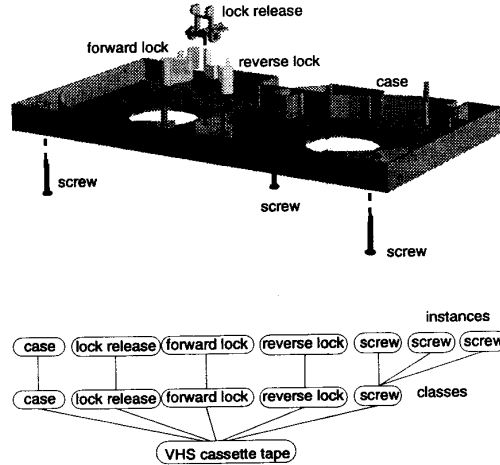 lock release
forward lock
reverse lock
case
screw
screw
screw
instances
case lock release forward lock reverse lock screw screw screw
case lock release forward lock reverse lock screw classes
VHS cassette tape